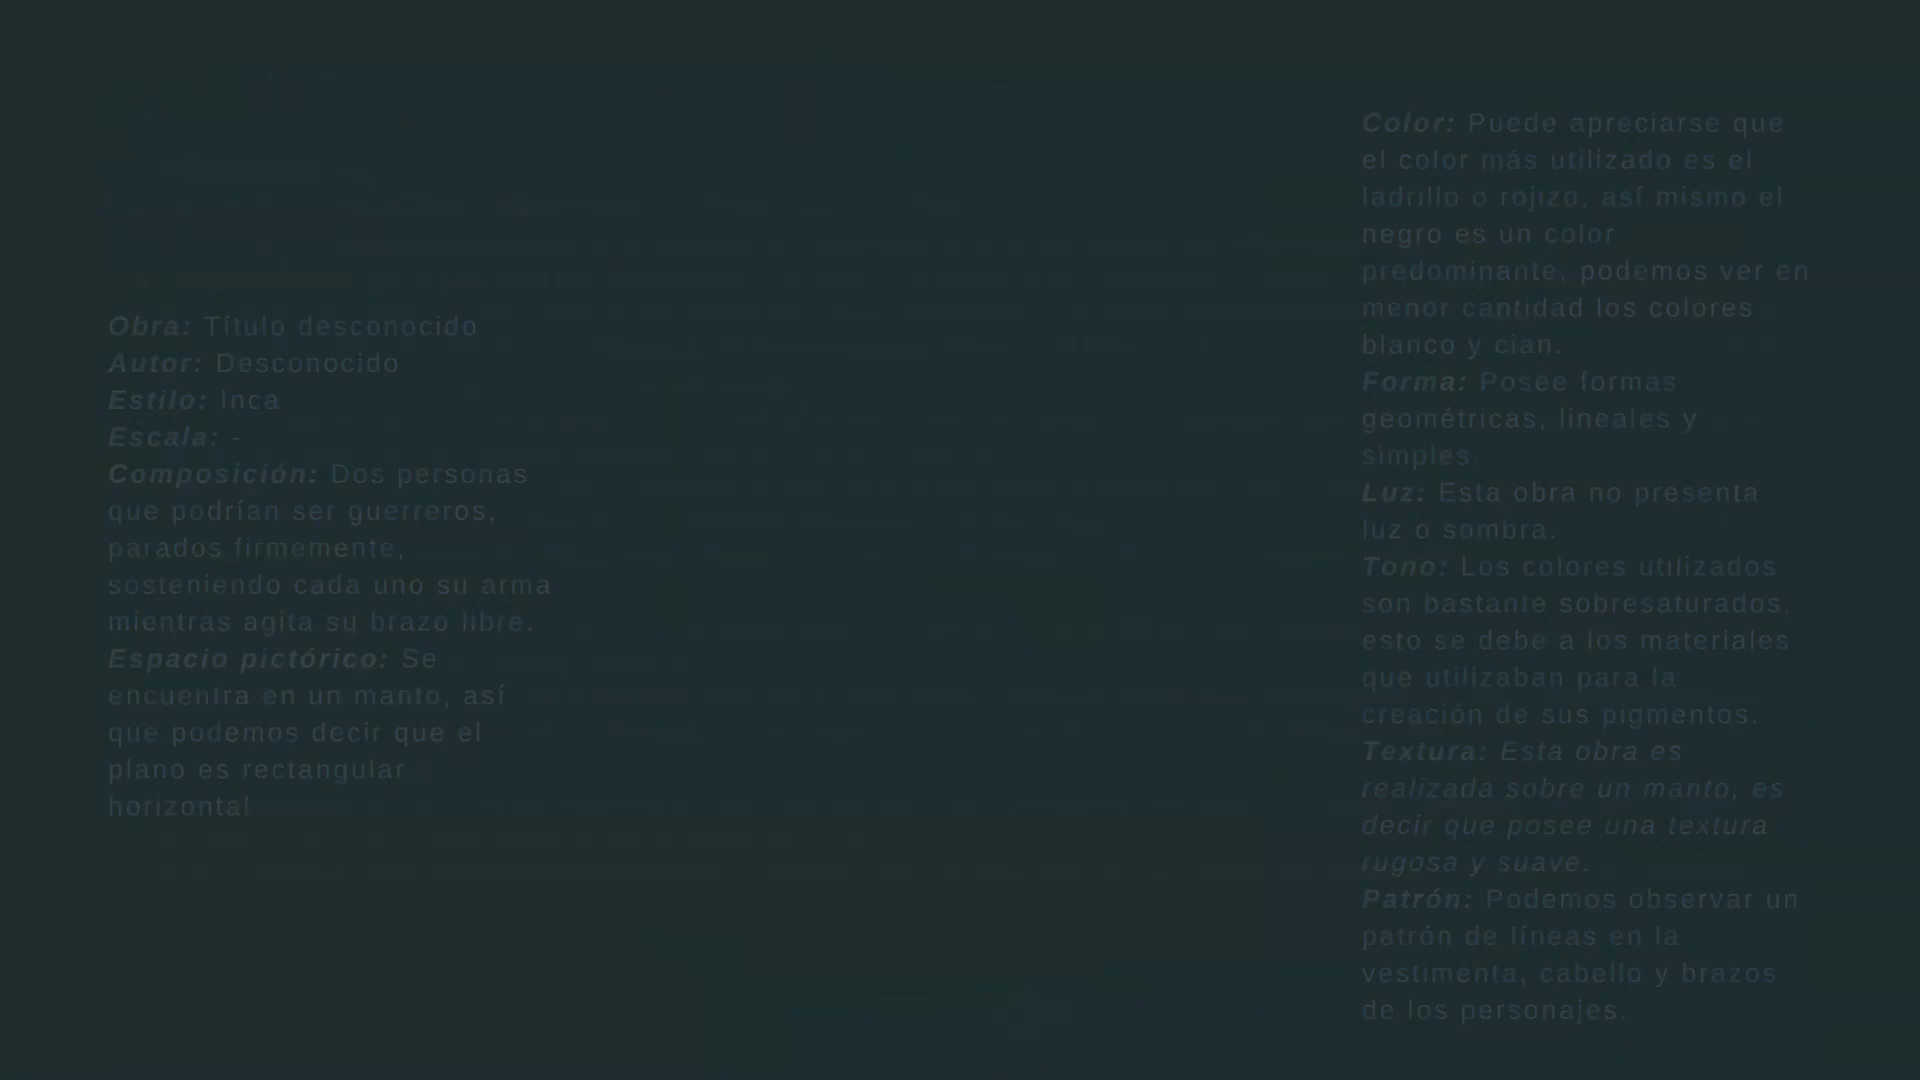 Obra: Título desconocido
Autor: Desconocido
Estilo: Inca
Escala: -
Composición: Dos personas
que podrían ser guerreros,
parados firmemente,
sosteniendo cada uno su arma
mientras agita su brazo libre.
Espacio pictórico: Se
encuentra en un manto, así
que podemos decir que el
plano es rectangular
horizontal
Color: Puede apreciarse que
el color más utilizado es el
ladrillo o rojizo, así mismo el
negro es un color
predominante, podemos ver en
menor cantidad los colores
blanco y cian.
Forma: Posee formas
geométricas, lineales y
simples.
Luz: Esta obra no presenta
luz o sombra.
Tono: Los colores utilizados
son bastante sobresaturados,
esto se debe a los materiales
que utilizaban para la
creación de sus pigmentos.
Textura: Esta obra es
realizada sobre un manto, es
decir que posee una textura
rugosa y suave.
Patrón: Podemos observar un
patrón de líneas en la
vestimenta, cabello y brazos
de los personajes.